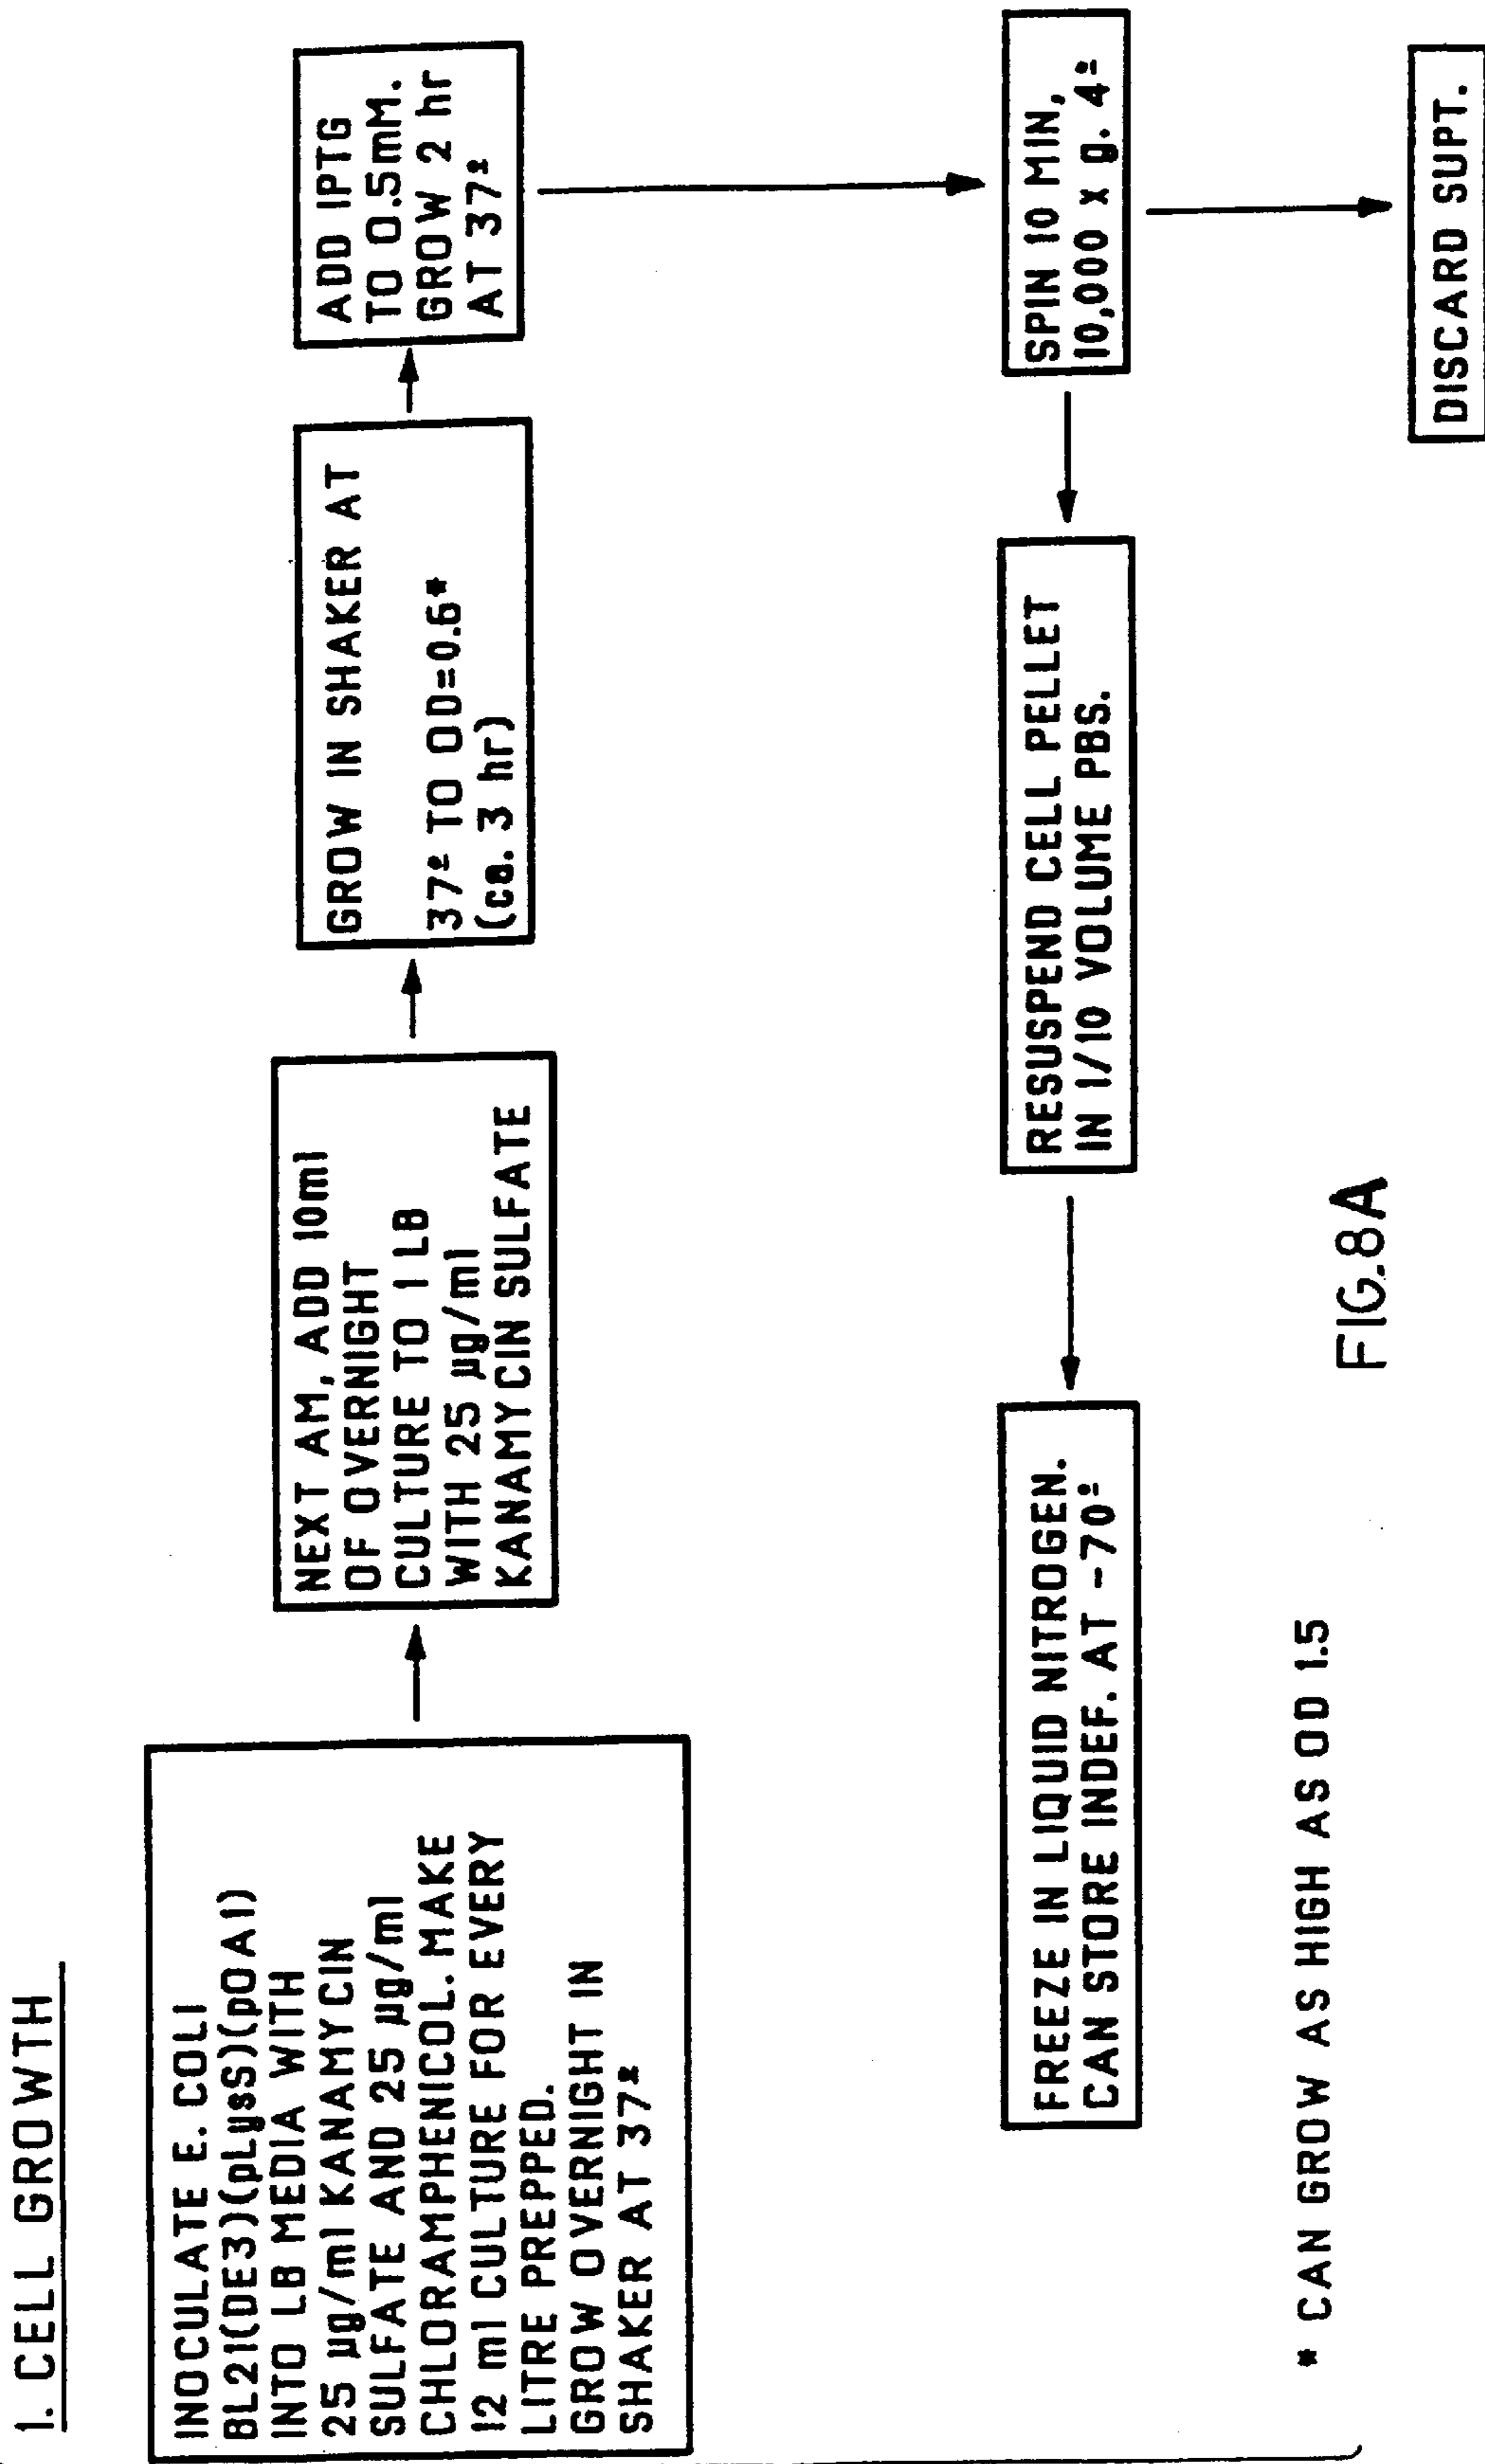 1. CELL GROWTH
INOCULATE E. COLI
BL21(DE3)(pLysS)(pOA1)
INTO LB MEDIA WITH
25 µg/ml KANAMYCIN
SULFATE AND 25 µg/ml
CHLORAMPHENICOL. MAKE
12 ml CULTURE FOR EVERY
LITRE PREPPED.
GROW OVERNIGHT IN
SHAKER AT 37º
NEXT AM, ADD 10ml
OF OVERNIGHT
CULTURE TO 1 LB
WITH 25 µg/ml
KANAMYCIN SULFATE
GROW IN SHAKER AT
37º TO OD=0.6*
(ca. 3 hr)
ADD IPTG
TO 0.5mM.
GROW 2 hr
AT 37º
SPIN 10 MIN,
10,000 x g. 4º
DISCARD SUPT.
RESUSPEND CELL PELLET
IN 1/10 VOLUME PBS.
FREEZE IN LIQUID NITROGEN.
CAN STORE INDEF. AT -70º
* CAN GROW AS HIGH AS OD 1.5
FIG.8A